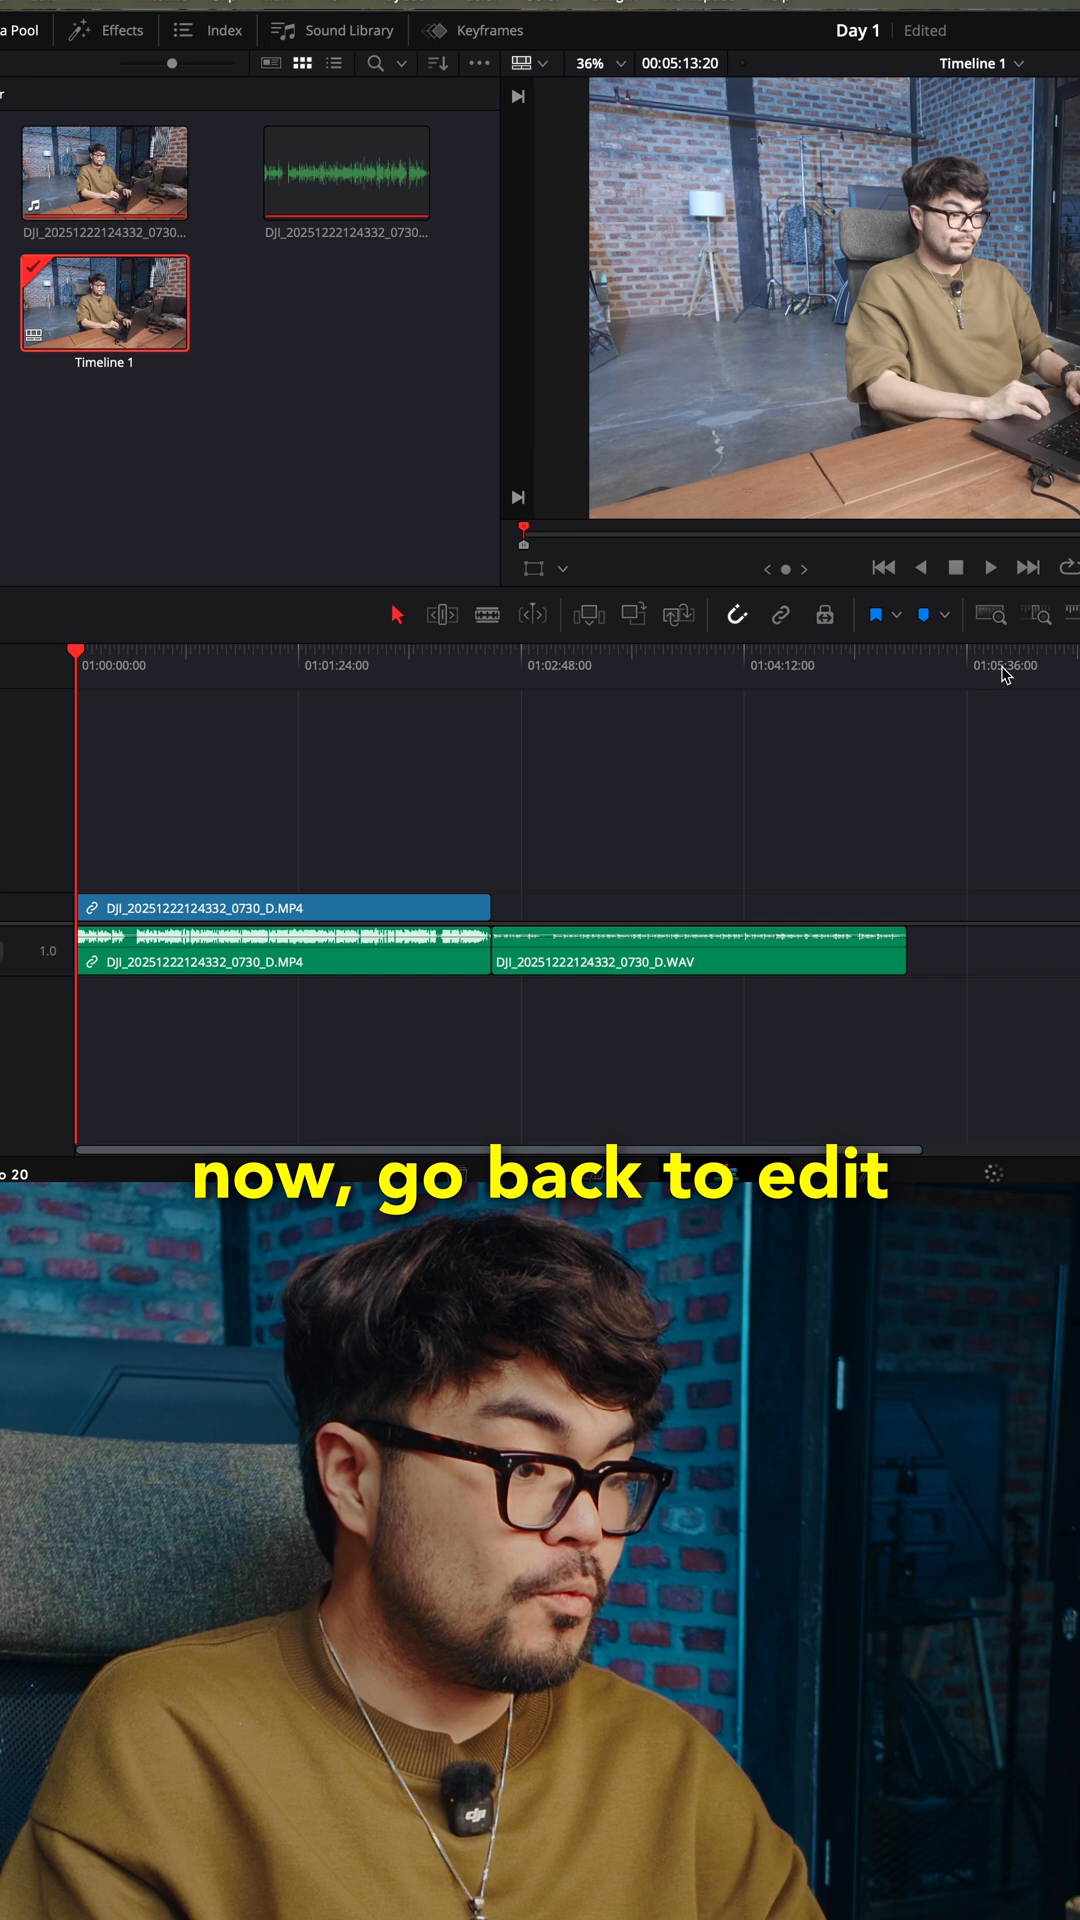 a Pool
Effects
Index
Sound Library
Keyframes
Day 1
Edited
36%
00:05:13:20
Timeline 1
r
DJI_20251222124332_0730...
DJI_20251222124332_0730...
Timeline 1
01:00:00:00
01:01:24:00
01:02:48:00
01:04:12:00
01:05:36:00
DJI_20251222124332_0730_D.MP4
1.0
DJI_20251222124332_0730_D.MP4
DJI_20251222124332_0730_D.WAV
o 20
now, go back to edit
dji